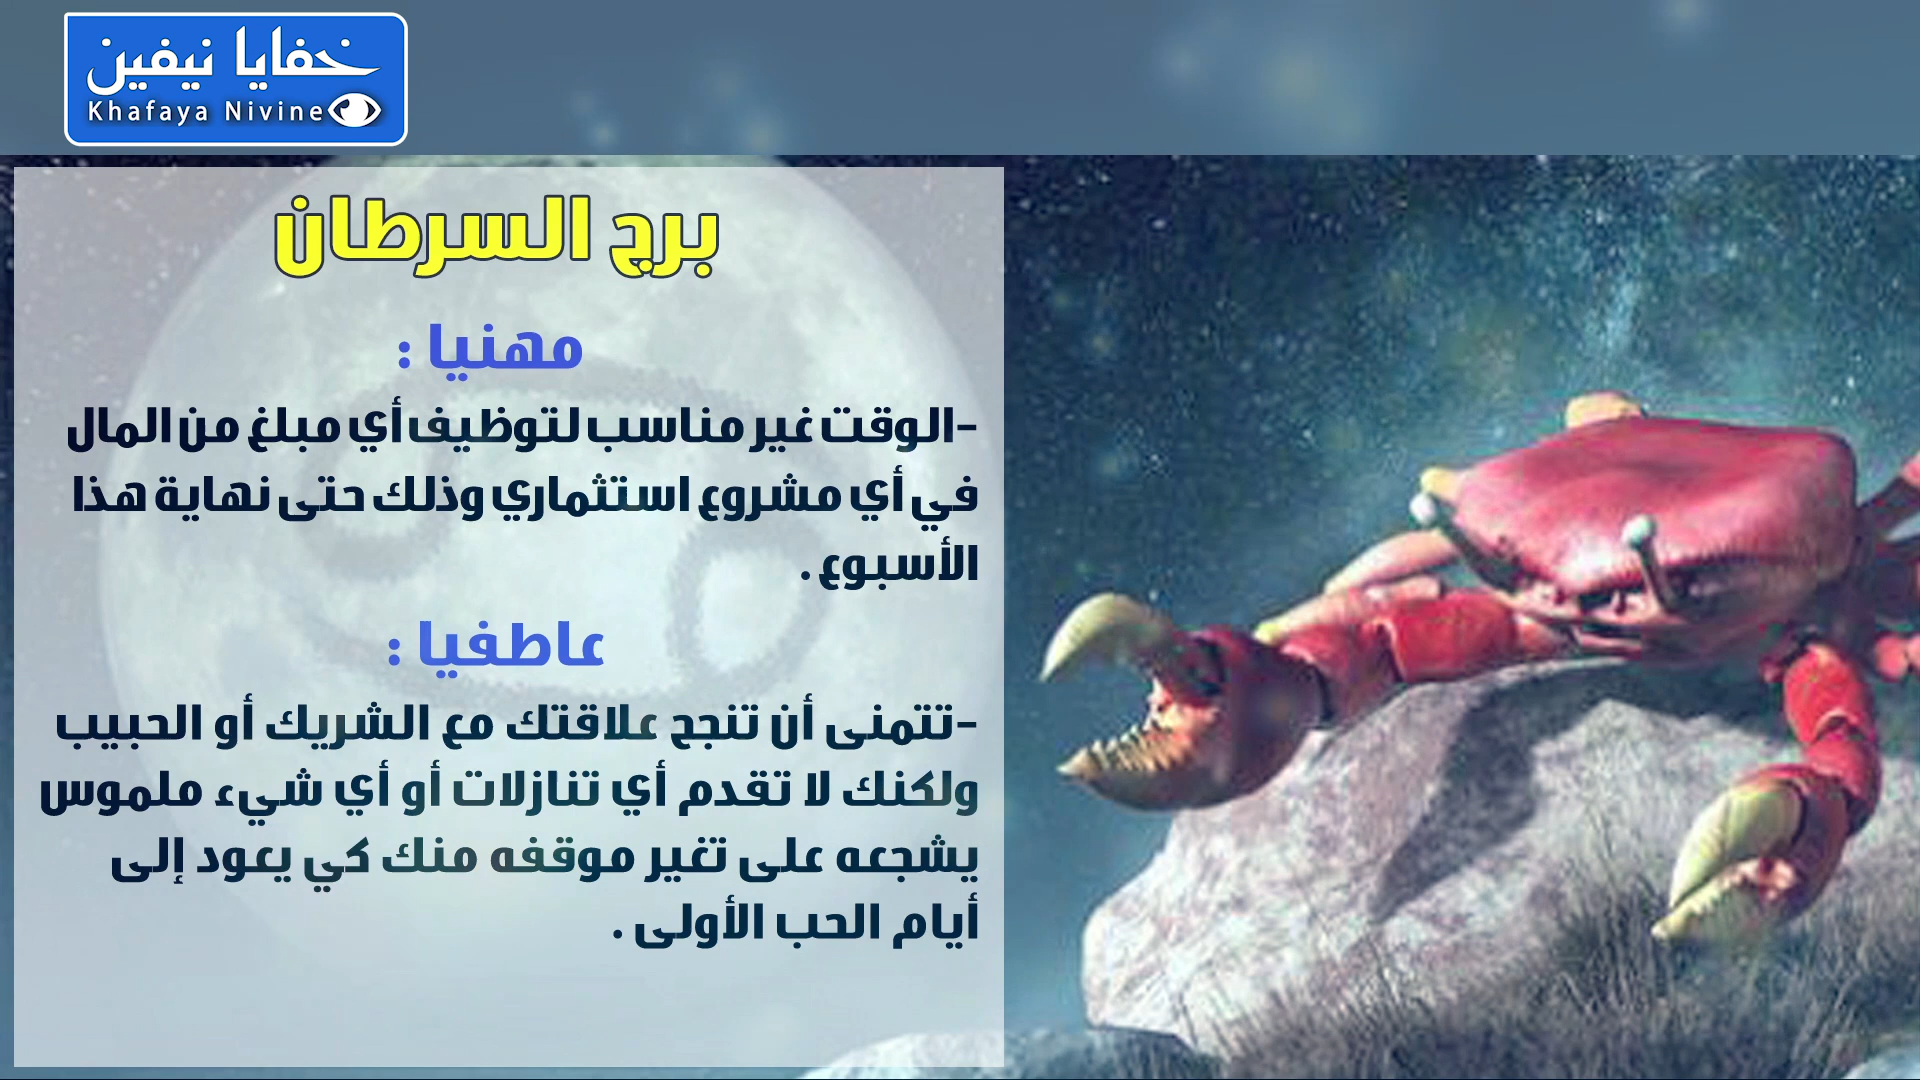 خفايا نيفين
Khafaya Nivine
برج السرطان
مهنيا :
-الوقت غير مناسب لتوظيف أي مبلغ من المال
في أي مشروع استثماري وذلك حتى نهاية هذا
الأسبوع .
عاطفيا :
-تتمنى أن تنجح علاقتك مع الشريك أو الحبيب
ولكنك لا تقدم أي تنازلات أو أي شيء ملموس
يشجعه على تغير موقفه منك كي يعود إلى
أيام الحب الأولى .